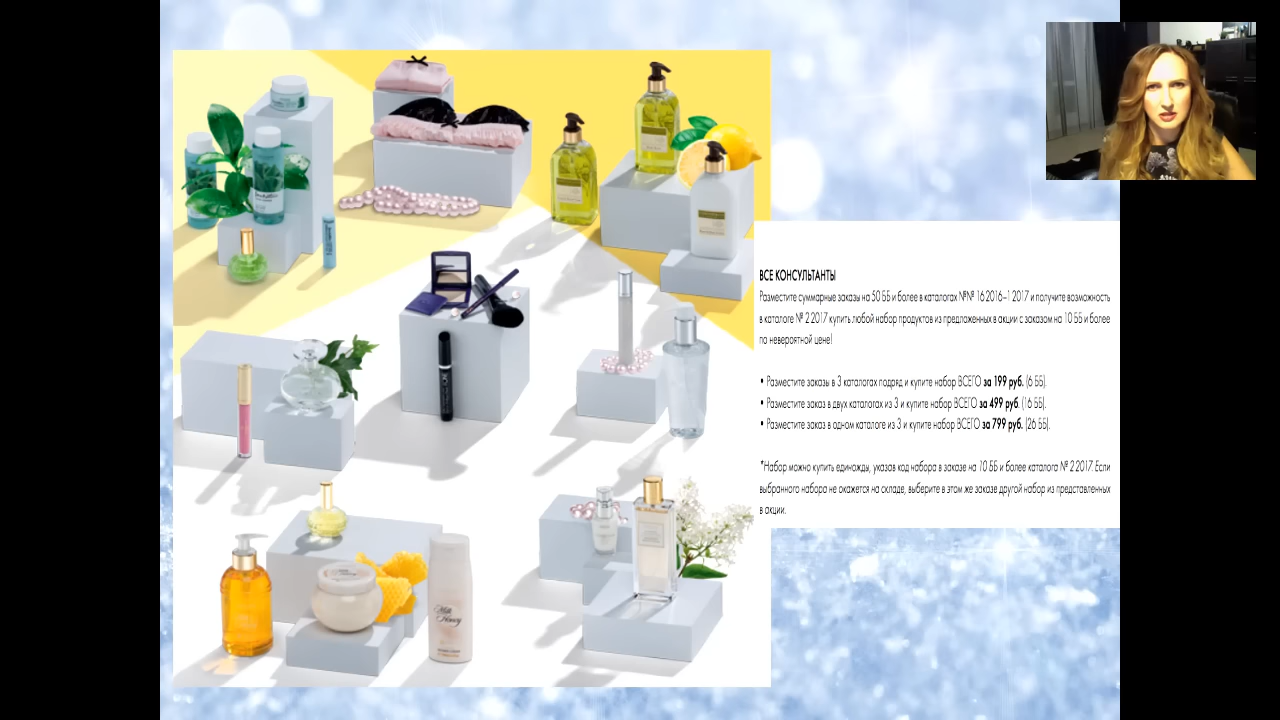 ВСЕ КОНСУЛЬТАНТЫ
Разместите суммарные заказы на 50 ББ и более в каталогах №№ 16 2016–1 2017 и получите возможность
в каталоге № 2 2017 купить любой набор продуктов из предложенных в акции с заказом на 10 ББ и более
по невероятной цене!
• Разместите заказы в 3 каталогах подряд и купите набор ВСЕГО за 199 руб. (6 ББ).
• Разместите заказ в двух каталогах из 3 и купите набор ВСЕГО за 499 руб. (16 ББ).
• Разместите заказ в одном каталоге из 3 и купите набор ВСЕГО за 799 руб. (26 ББ).
*Набор можно купить единожды, указав код набора в заказе на 10 ББ и более каталога № 2 2017. Если
выбранного набора не окажется на складе, выберите в этом же заказе другой набор из представленных
в акции.
Milk
Honey